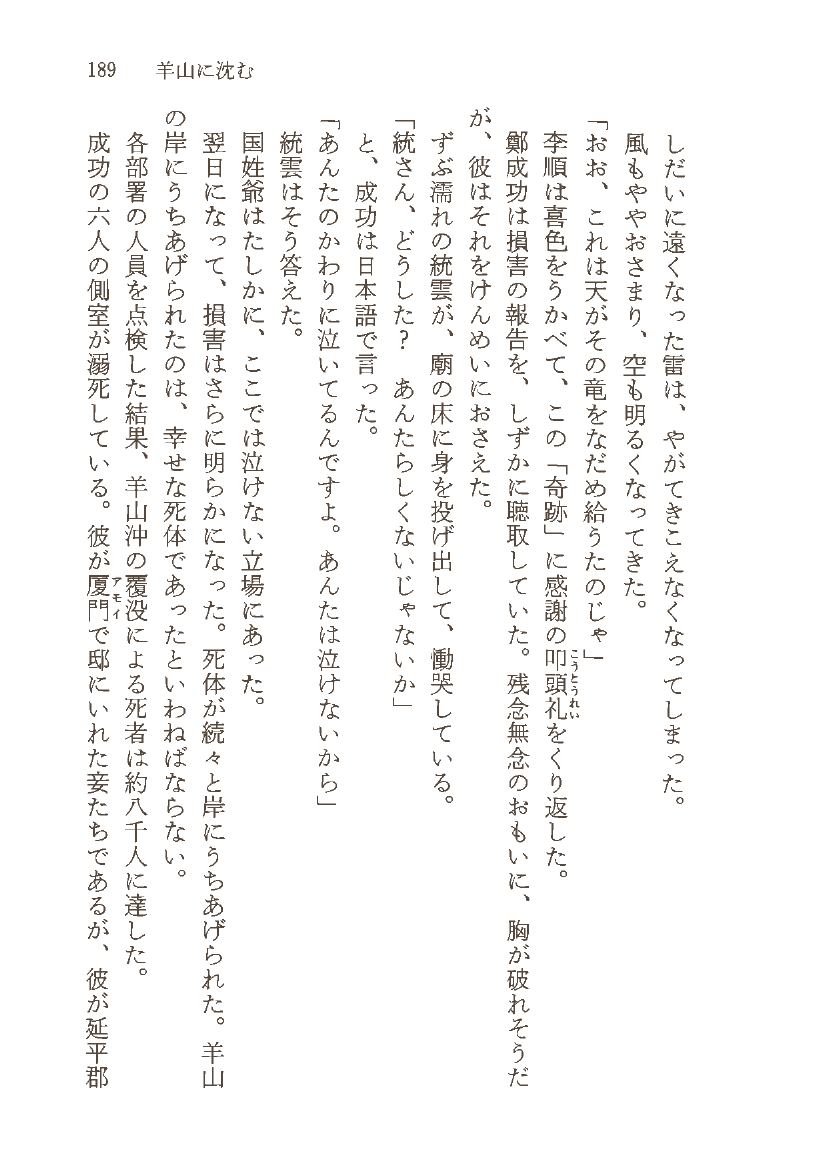 189　羊山に沈む
しだいに遠くなった雷は、やがてきこえなくなってしまった。
風もややおさまり、空も明るくなってきた。
「おお、これは天がその竜をなだめ給うたのじゃ」
李順は喜色をうかべて、この「奇跡」に感謝の叩頭礼をくり返した。
こうとうれい
鄭成功は損害の報告を、しずかに聴取していた。残念無念のおもいに、胸が破れそうだ
が、彼はそれをけんめいにおさえた。
ずぶ濡れの統雲が、廟の床に身を投げ出して、慟哭している。
「統さん、どうした？　あんたらしくないじゃないか」
と、成功は日本語で言った。
「あんたのかわりに泣いてるんですよ。あんたは泣けないから」
統雲はそう答えた。
国姓爺はたしかに、ここでは泣けない立場にあった。
翌日になって、損害はさらに明らかになった。死体が続々と岸にうちあげられた。羊山
の岸にうちあげられたのは、幸せな死体であったといわねばならない。
各部署の人員を点検した結果、羊山沖の覆没による死者は約八千人に達した。
成功の六人の側室が溺死している。彼が厦門で邸にいれた妾たちであるが、彼が延平郡
アモイ